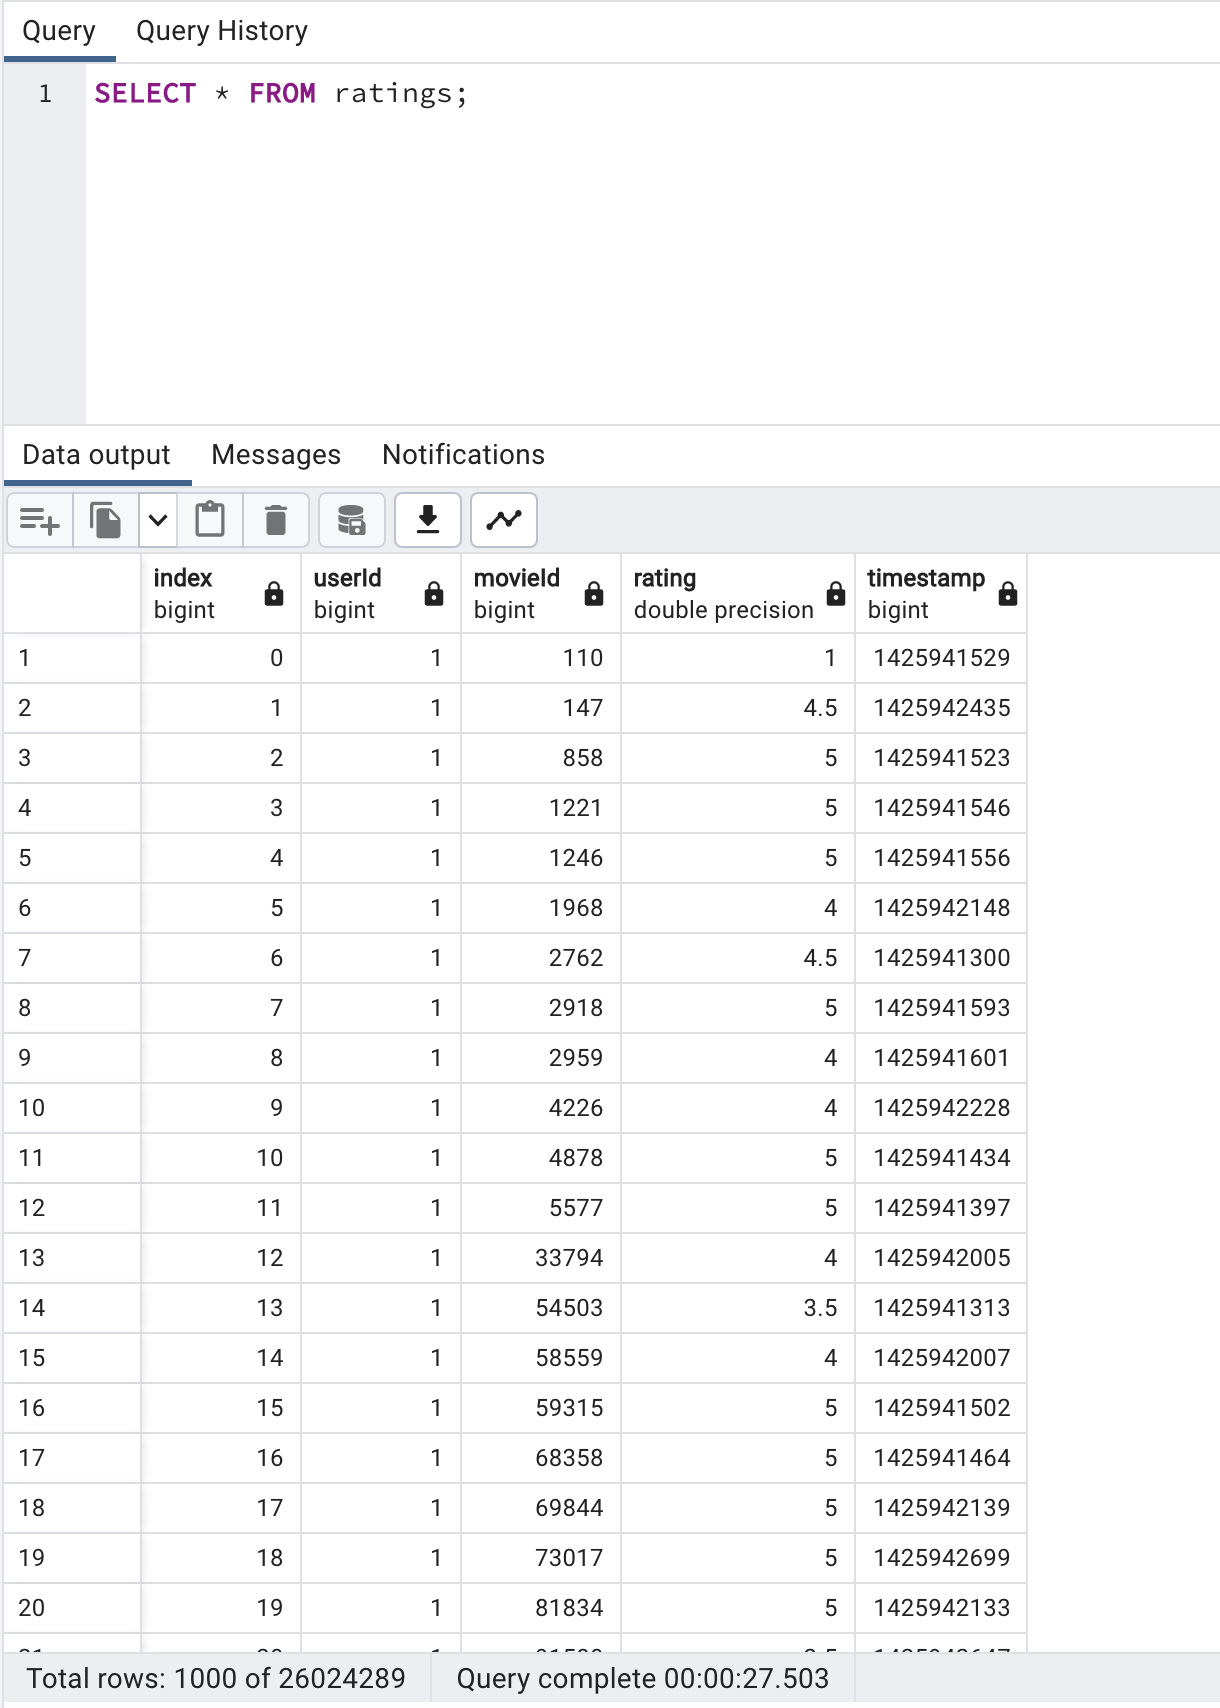 Query Query History
1 SELECT * FROM ratings;
Data output Messages Notifications
index userId movieId rating timestamp
bigint bigint bigint double precision bigint
1 0 1 110 1 1425941529
2 1 1 147 4.5 1425942435
3 2 1 858 5 1425941523
4 3 1 1221 5 1425941546
5 4 1 1246 5 1425941556
6 5 1 1968 4 1425942148
7 6 1 2762 4.5 1425941300
8 7 1 2918 5 1425941593
9 8 1 2959 4 1425941601
10 9 1 4226 4 1425942228
11 10 1 4878 5 1425941434
12 11 1 5577 5 1425941397
13 12 1 33794 4 1425942005
14 13 1 54503 3.5 1425941313
15 14 1 58559 4 1425942007
16 15 1 59315 5 1425941502
17 16 1 68358 5 1425941464
18 17 1 69844 5 1425942139
19 18 1 73017 5 1425942699
20 19 1 81834 5 1425942133
Total rows: 1000 of 26024289 Query complete 00:00:27.503